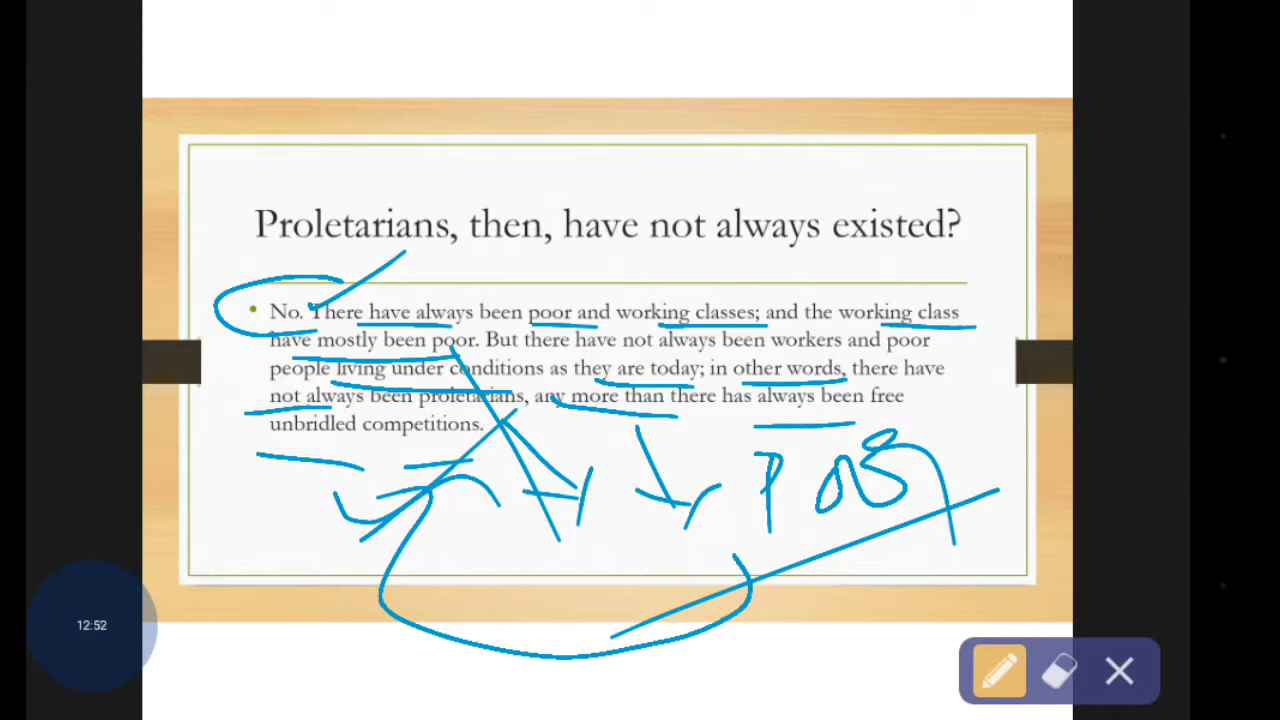 Proletarians, then, have not always existed?
• No. There have always been poor and working classes; and the working class
have mostly been poor. But there have not always been workers and poor
people living under conditions as they are today; in other words, there have
not always been proletarians, any more than there has always been free
unbridled competitions.
12:52